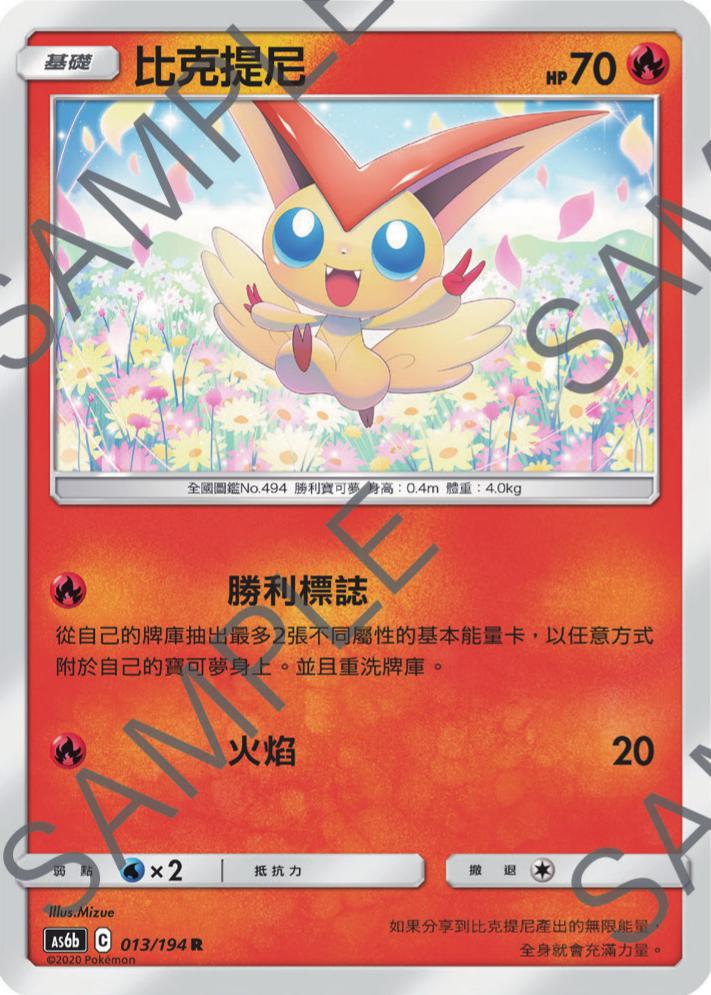 基礎 比克提尼 HP 70
全國圖鑑No.494 勝利寶可夢 身高：0.4m 體重：4.0kg
勝利標誌
從自己的牌庫抽出最多2張不同屬性的基本能量卡，以任意方式
附於自己的寶可夢身上。並且重洗牌庫。
火焰 20
弱點 ×2 抵抗力 撤退
Illus.Mizue
如果分享到比克提尼產出的無限能量，
全身就會充滿力量。
AS6b C 013/194 R
©2020 Pokémon
SAMPLE
SAMPLE
SAMPLE
SAM
SAM